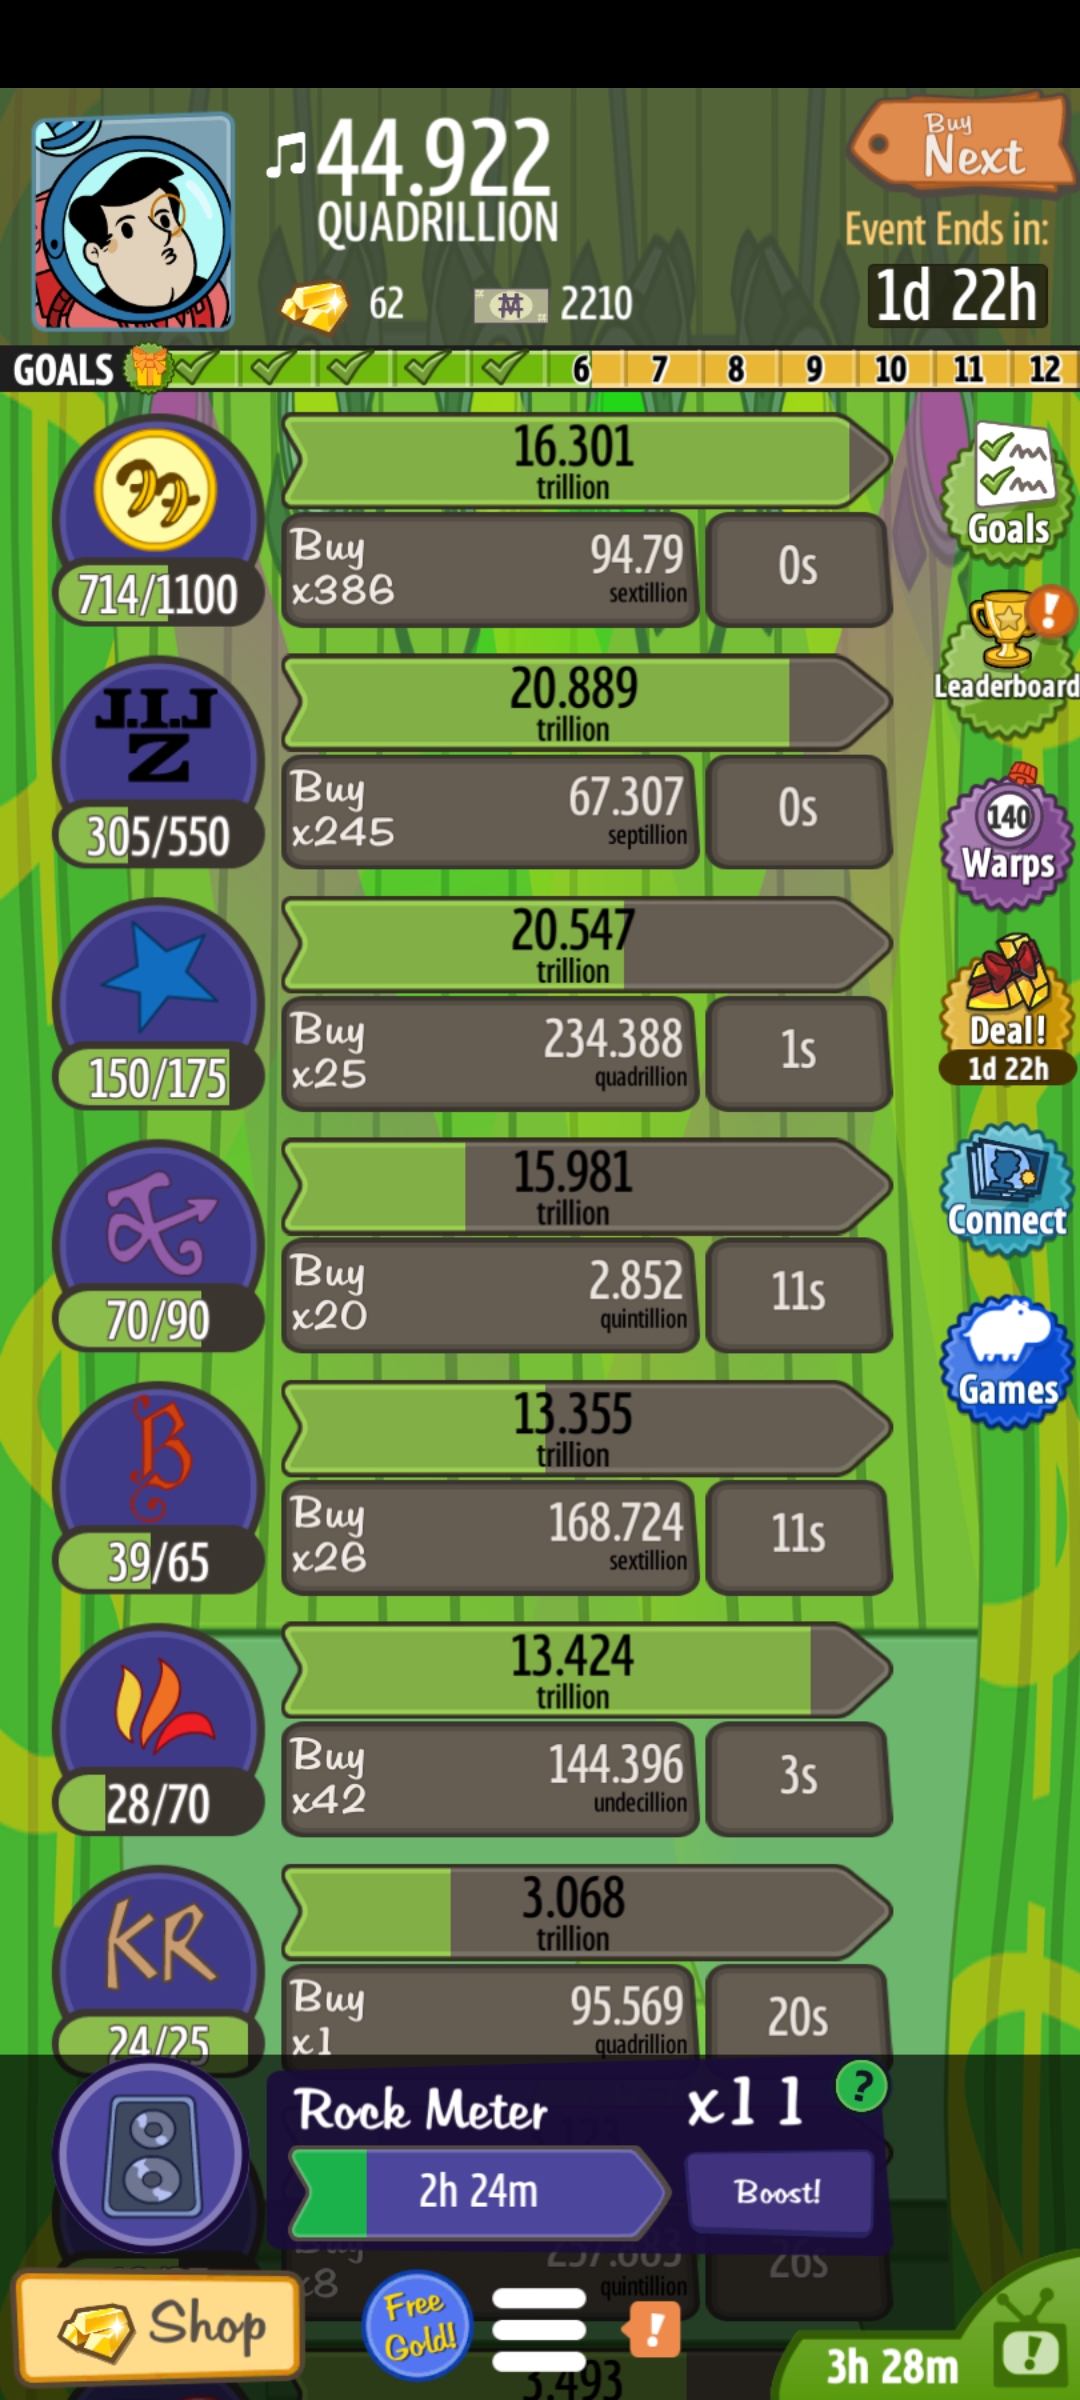 44.922
QUADRILLION
Buy
Next
Event Ends in:
1d 22h
62
2210
GOALS 6 7 8 9 10 11 12
16.301
trillion
714/1100
Buy
x386
94.79
sextillion
0s
Goals
J.I.J
Z
20.889
trillion
305/550
Buy
x245
67.307
septillion
0s
!
Leaderboard
140
Warps
20.547
trillion
150/175
Buy
x25
234.388
quadrillion
1s
Deal!
1d 22h
15.981
trillion
70/90
Buy
x20
2.852
quintillion
11s
Connect
Games
B
13.355
trillion
39/65
Buy
x26
168.724
sextillion
11s
13.424
trillion
28/70
Buy
x42
144.396
undecillion
3s
KR
3.068
trillion
24/25
Buy
x1
95.569
quadrillion
20s
Rock Meter
x11
?
2h 24m
Boost!
Buy
x8
257.883
quintillion
26s
Shop
Free
Gold!
!
3.493
3h 28m
!